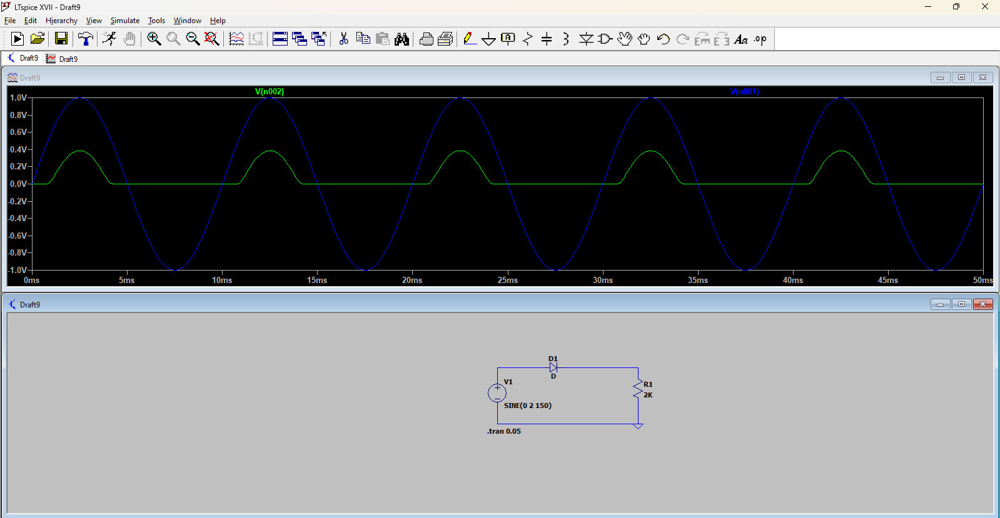 LTspice XVII - Draft9
File Edit Hierarchy View Simulate Tools Window Help
A Aa .op
Draft9 Draft9
Draft9
V(n002) V(n001)
1.0V
0.8V
0.6V
0.4V
0.2V
0.0V
-0.2V
-0.4V
-0.6V
-0.8V
-1.0V
0ms 5ms 10ms 15ms 20ms 25ms 30ms 35ms 40ms 45ms 50ms
Draft9
D1
D
V1
R1
2K
SINE(0 2 150)
.tran 0.05